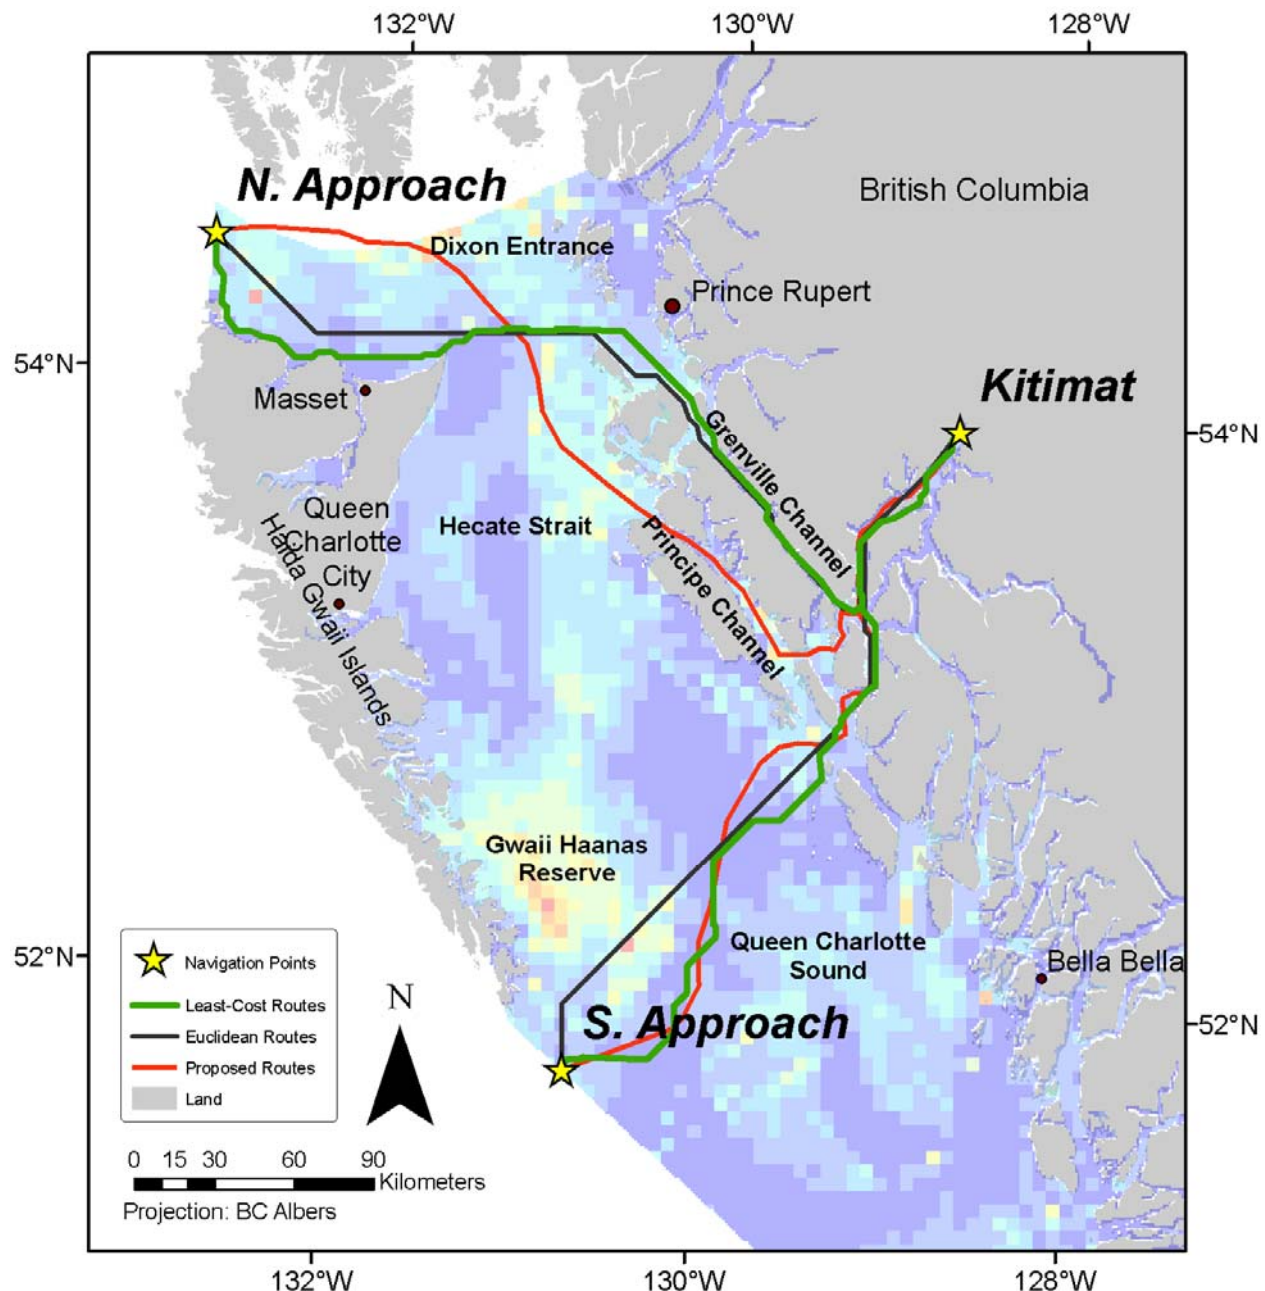 132°W
130°W
128°W
N. Approach
British Columbia
Dixon Entrance
Prince Rupert
54°N
Masset
Kitimat
54°N
Grenville Channel
Queen
Charlotte
City
Hecate Strait
Haida Gwaii Islands
Principe Channel
Gwaii Haanas
Reserve
Queen Charlotte
Sound
Bella Bella
52°N
S. Approach
52°N
Navigation Points
Least-Cost Routes
Euclidean Routes
Proposed Routes
Land
N
0 15 30 60 90
Kilometers
Projection: BC Albers
132°W
130°W
128°W